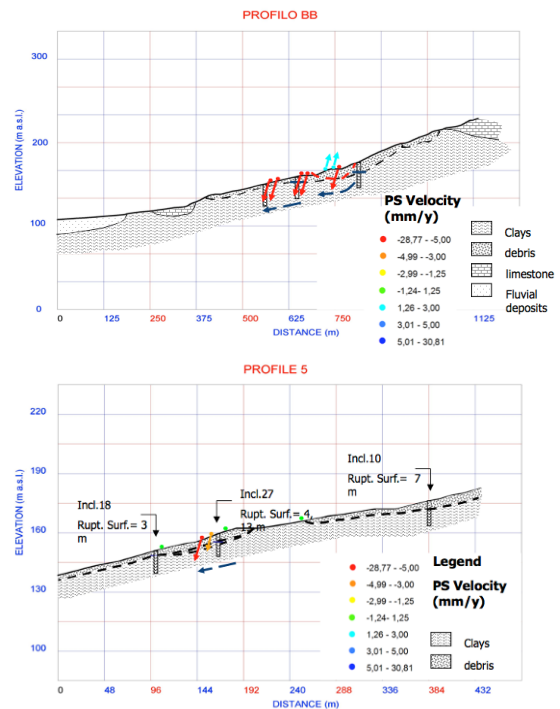 PROFILO BB
ELEVATION (m a.s.l.)
300
200
100
0
0 125 250 375 500 625 750 1125
DISTANCE (m)
PS Velocity
(mm/y)
-28,77 - -5,00
-4,99 - -3,00
-2,99 - -1,25
-1,24- 1,25
1,26 - 3,00
3,01 - 5,00
5,01 - 30,81
Clays
debris
limestone
Fluvial
deposits
PROFILE 5
ELEVATION (m a.s.l.)
220
190
160
130
100
Incl.18
Rupt. Surf.= 3
m
Incl.27
Rupt. Surf.= 4,
13 m
Incl.10
Rupt. Surf.= 7
m
Legend
PS Velocity
(mm/y)
-28,77 - -5,00
-4,99 - -3,00
-2,99 - -1,25
-1,24- 1,25
1,26 - 3,00
3,01 - 5,00
5,01 - 30,81
Clays
debris
0 48 96 144 192 240 288 336 384 432
DISTANCE (m)